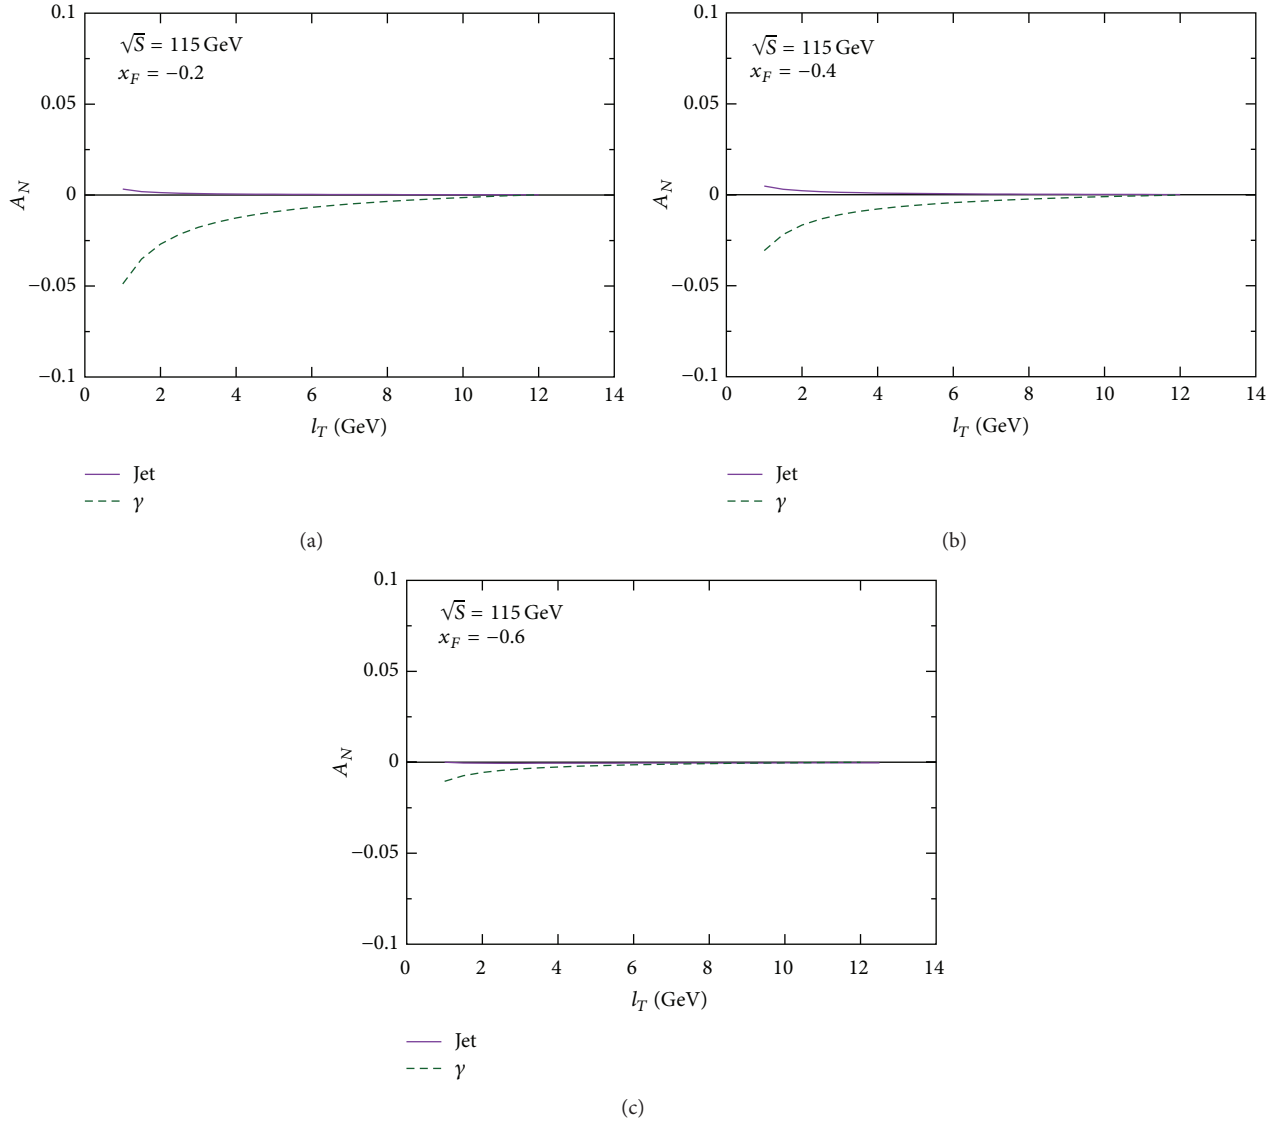 0.1
0.05
0
−0.05
−0.1
A_N
√S = 115 GeV
x_F = −0.2
0 2 4 6 8 10 12 14
l_T (GeV)
Jet
γ
(a)
0.1
0.05
0
−0.05
−0.1
A_N
√S = 115 GeV
x_F = −0.4
0 2 4 6 8 10 12 14
l_T (GeV)
Jet
γ
(b)
0.1
0.05
0
−0.05
−0.1
A_N
√S = 115 GeV
x_F = −0.6
0 2 4 6 8 10 12 14
l_T (GeV)
Jet
γ
(c)